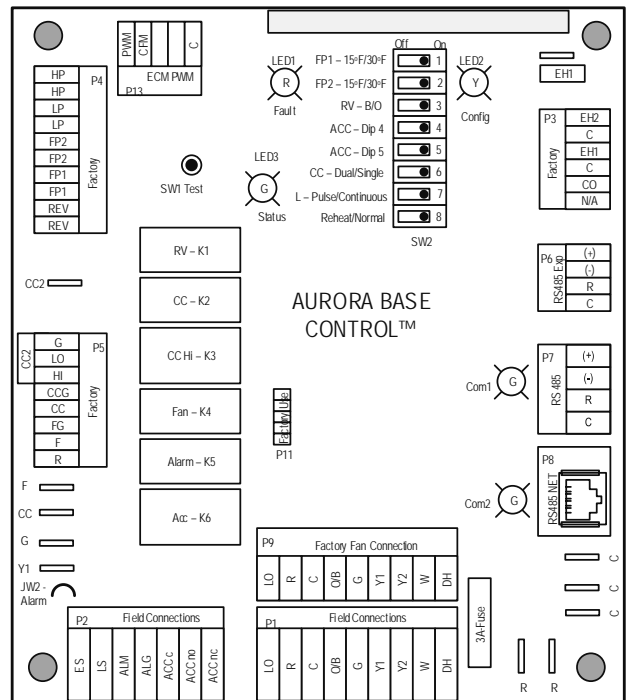 PWM
CFM
C
ECM PWM
P13
P4
HP
HP
LP
LP
FP2
FP2
FP1
FP1
REV
REV
Factory
LED1
R
Fault
Off On
FP1 – 15ºF/30ºF 1
FP2 – 15ºF/30ºF 2
RV – B/O 3
ACC – Dip 4 4
ACC – Dip 5 5
CC – Dual/Single 6
L – Pulse/Continuous 7
Reheat/Normal 8
SW2
LED2
Y
Config
EH1
P3
EH2
C
EH1
C
CO
N/A
Factory
SW1 Test
LED3
G
Status
RV – K1
CC – K2
CC Hi – K3
Fan – K4
Alarm – K5
Acc – K6
AURORA BASE
CONTROL™
P6
RS485 Exp
(+)
(-)
R
C
CC2
CC2
P5
G
LO
HI
CCG
CC
FG
F
R
Factory
Factory Use
P11
Com1
G
P7
RS 485
(+)
(-)
R
C
Com2
G
P8
RS485 NET
F
CC
G
Y1
JW2 -
Alarm
P9 Factory Fan Connection
LO R C O/B G Y1 Y2 W DH
P2 Field Connections
ES LS ALM ALG ACC c ACC no ACC nc
P1 Field Connections
LO R C O/B G Y1 Y2 W DH
3A-Fuse
C
C
C
R R